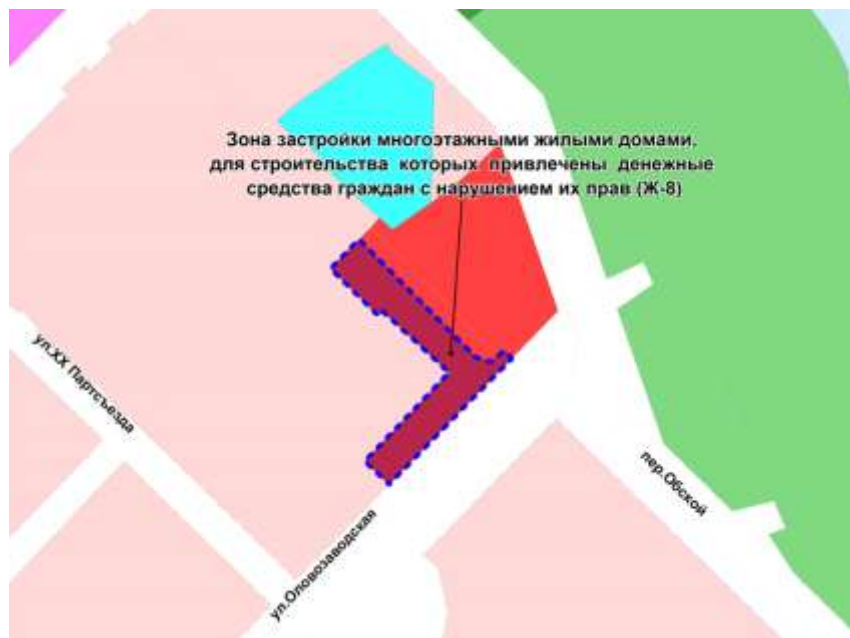 Зона застройки многоэтажными жилыми домами,
для строительства которых привлечены денежные
средства граждан с нарушением их прав (Ж-8)
ул.XX Партсъезда
пер.Обской
ул.Оловозаводская